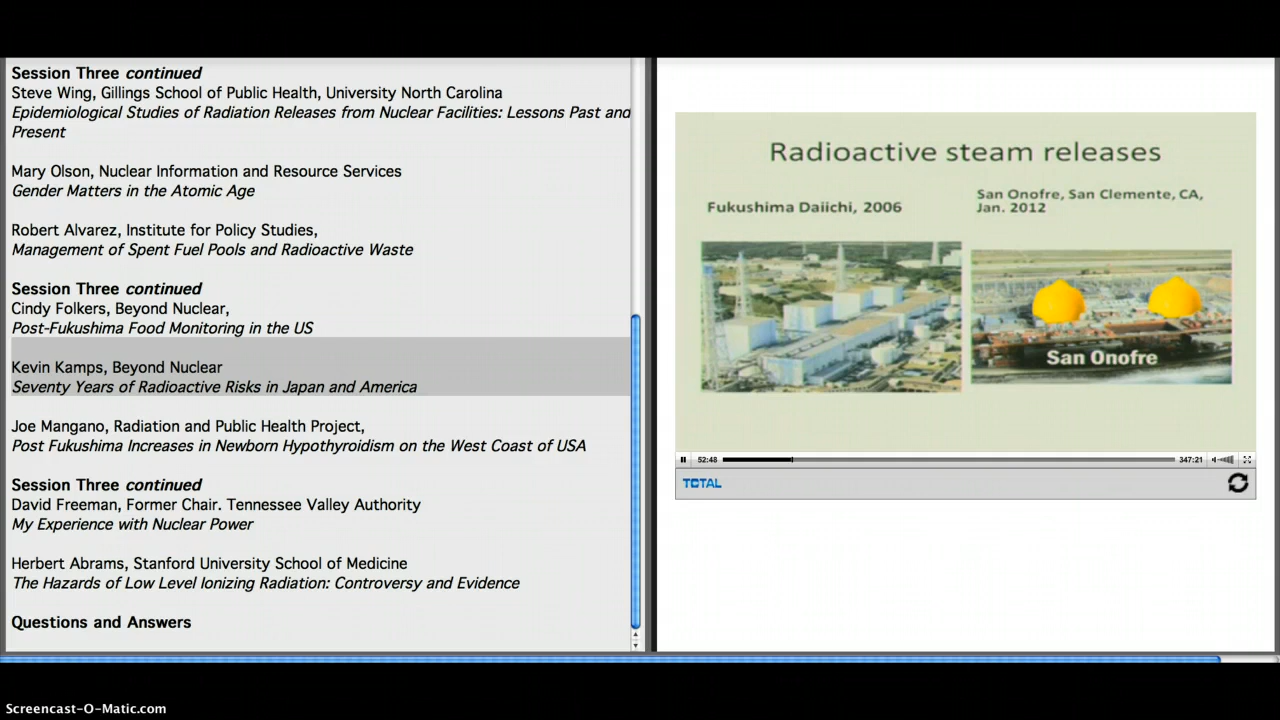 Session Three continued
Steve Wing, Gillings School of Public Health, University North Carolina
Epidemiological Studies of Radiation Releases from Nuclear Facilities: Lessons Past and
Present
Mary Olson, Nuclear Information and Resource Services
Gender Matters in the Atomic Age
Robert Alvarez, Institute for Policy Studies,
Management of Spent Fuel Pools and Radioactive Waste
Session Three continued
Cindy Folkers, Beyond Nuclear,
Post-Fukushima Food Monitoring in the US
Kevin Kamps, Beyond Nuclear
Seventy Years of Radioactive Risks in Japan and America
Joe Mangano, Radiation and Public Health Project,
Post Fukushima Increases in Newborn Hypothyroidism on the West Coast of USA
Session Three continued
David Freeman, Former Chair. Tennessee Valley Authority
My Experience with Nuclear Power
Herbert Abrams, Stanford University School of Medicine
The Hazards of Low Level Ionizing Radiation: Controversy and Evidence
Questions and Answers
Radioactive steam releases
Fukushima Daiichi, 2006
San Onofre, San Clemente, CA,
Jan. 2012
San Onofre
52:48
347:21
TOTAL
Screencast-O-Matic.com